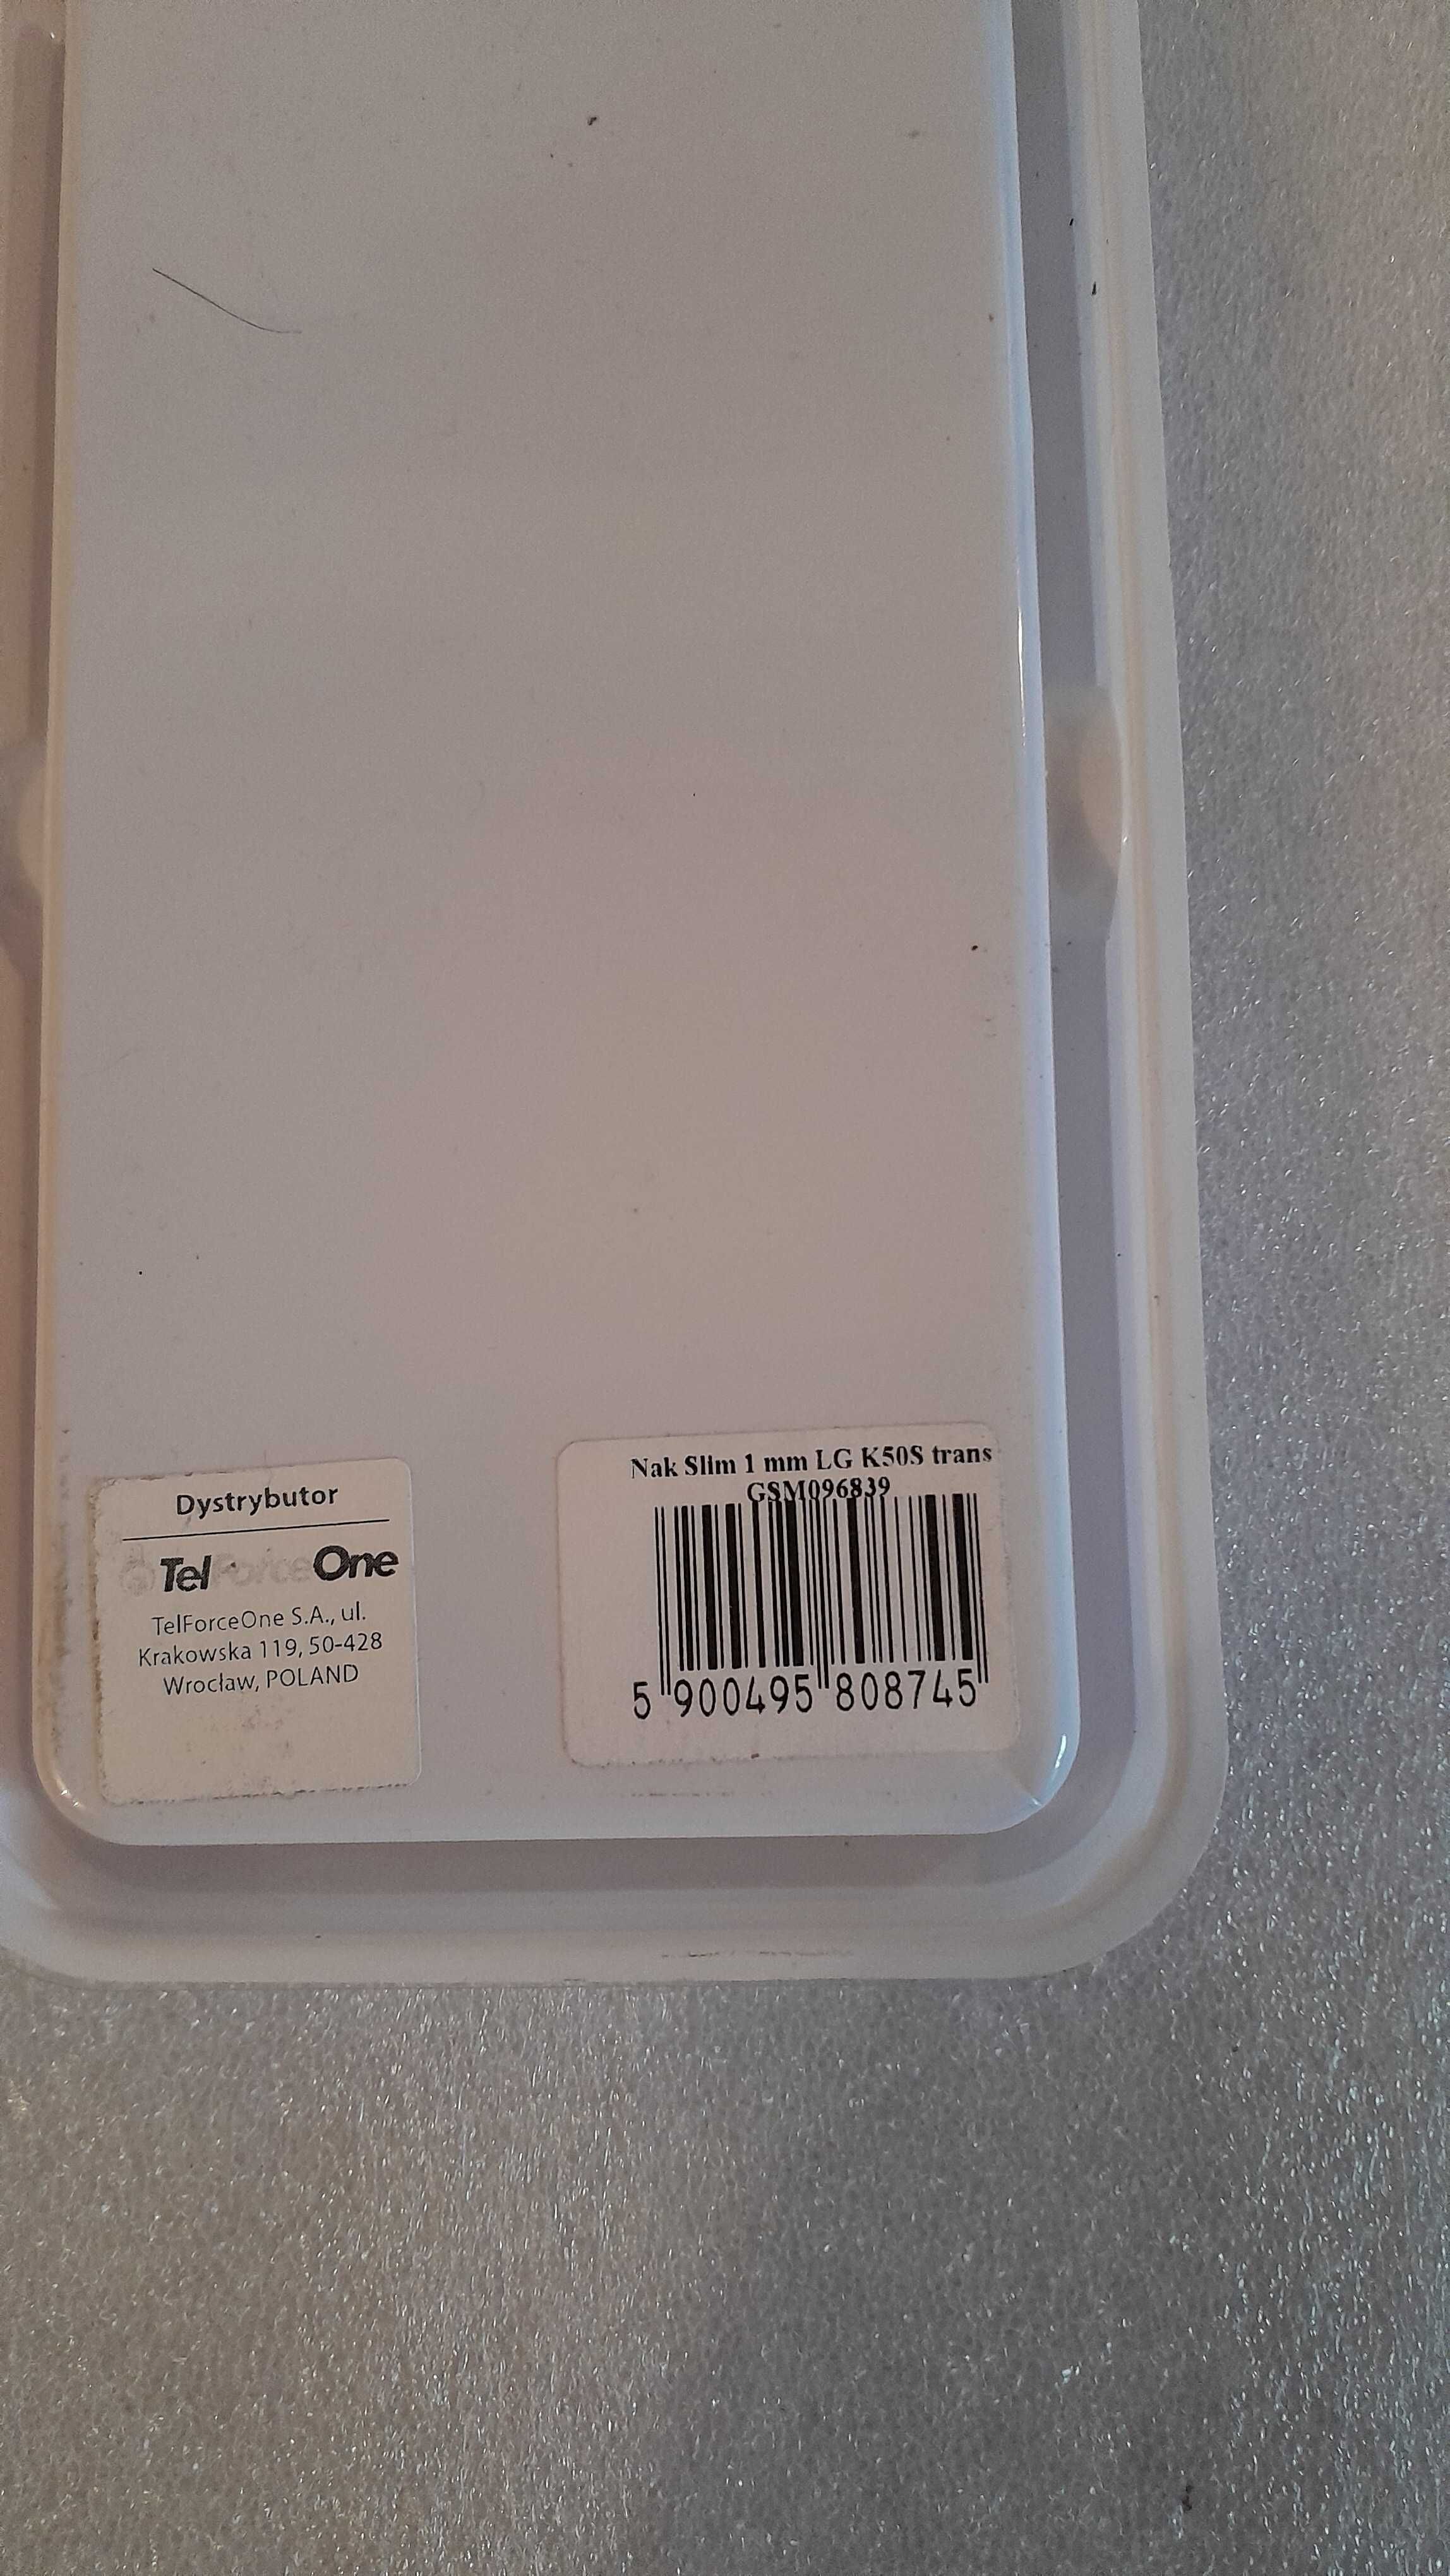 Dystrybutor
TelForceOne
TelForceOne S.A., ul.
Krakowska 119, 50-428
Wrocław, POLAND
Nak Slim 1 mm LG K50S trans
GSM096839
5 900495 808745